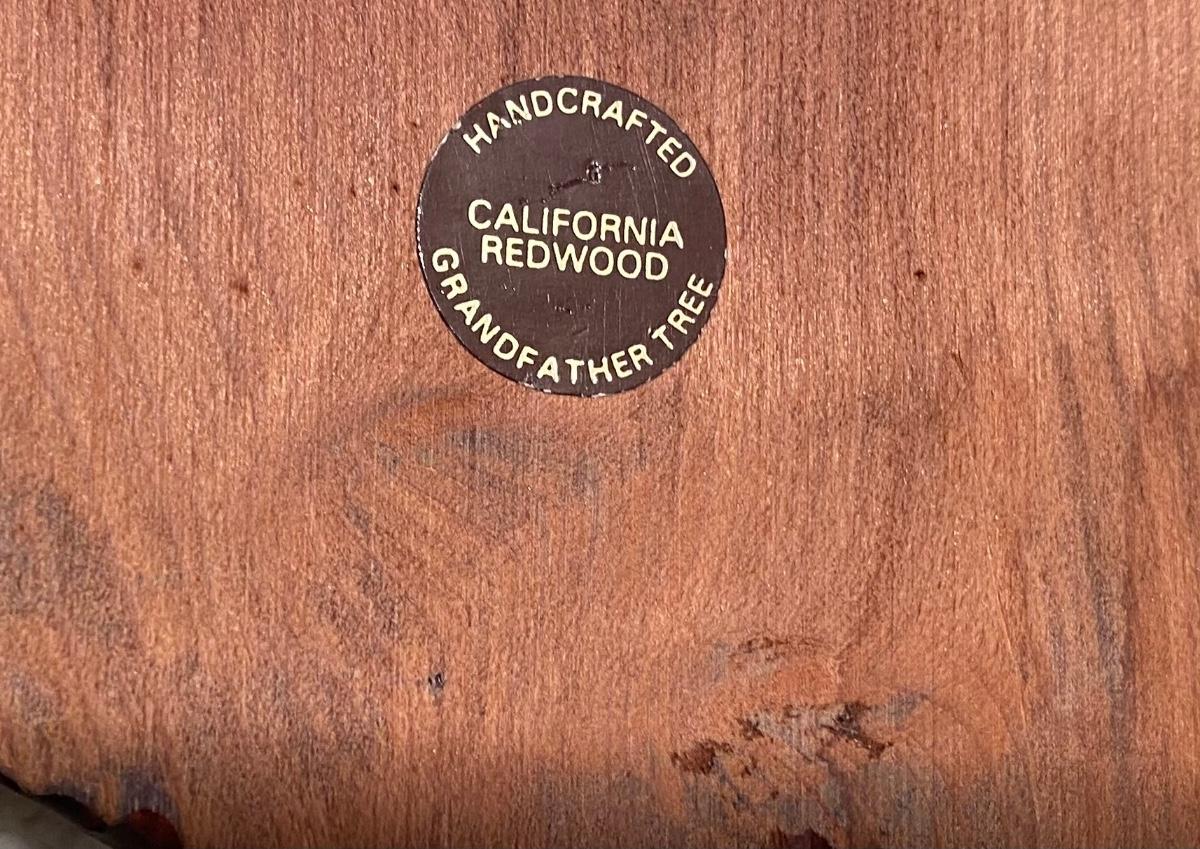 HANDCRAFTED
CALIFORNIA
REDWOOD
GRANDFATHER TREE